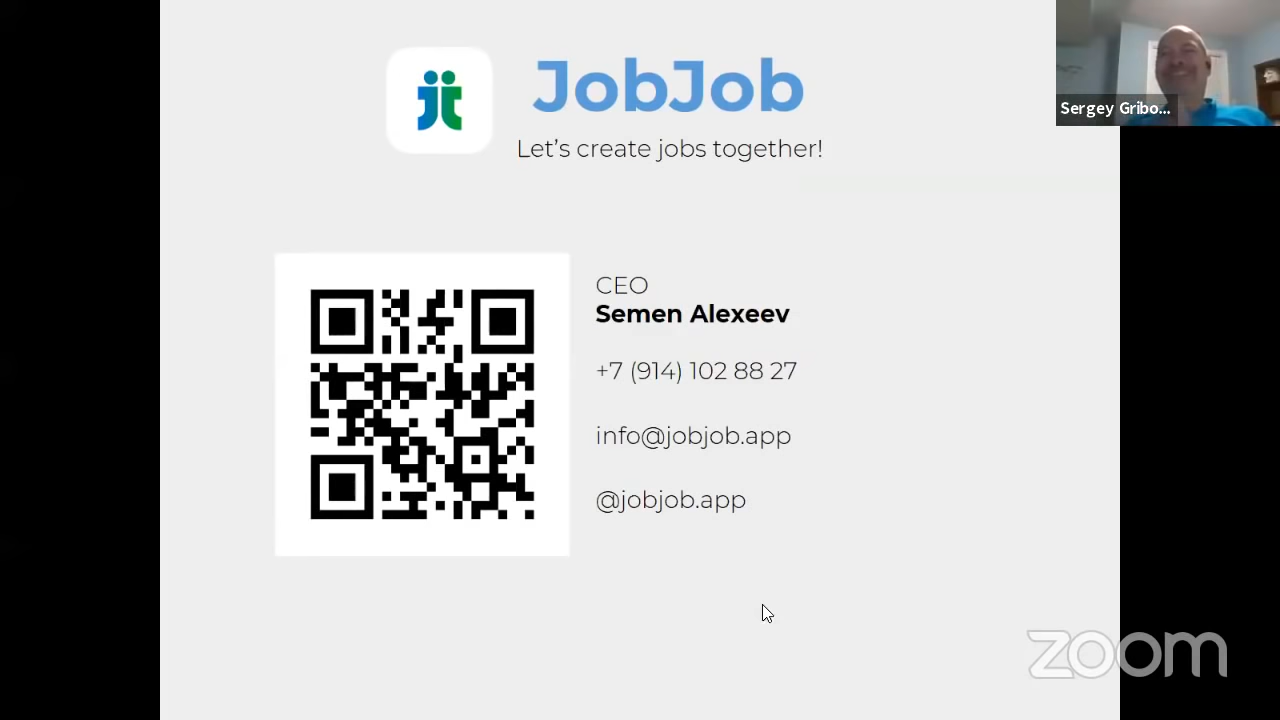 JobJob
Let's create jobs together!
Sergey Gribo...
CEO
Semen Alexeev
+7 (914) 102 88 27
info@jobjob.app
@jobjob.app
zoom